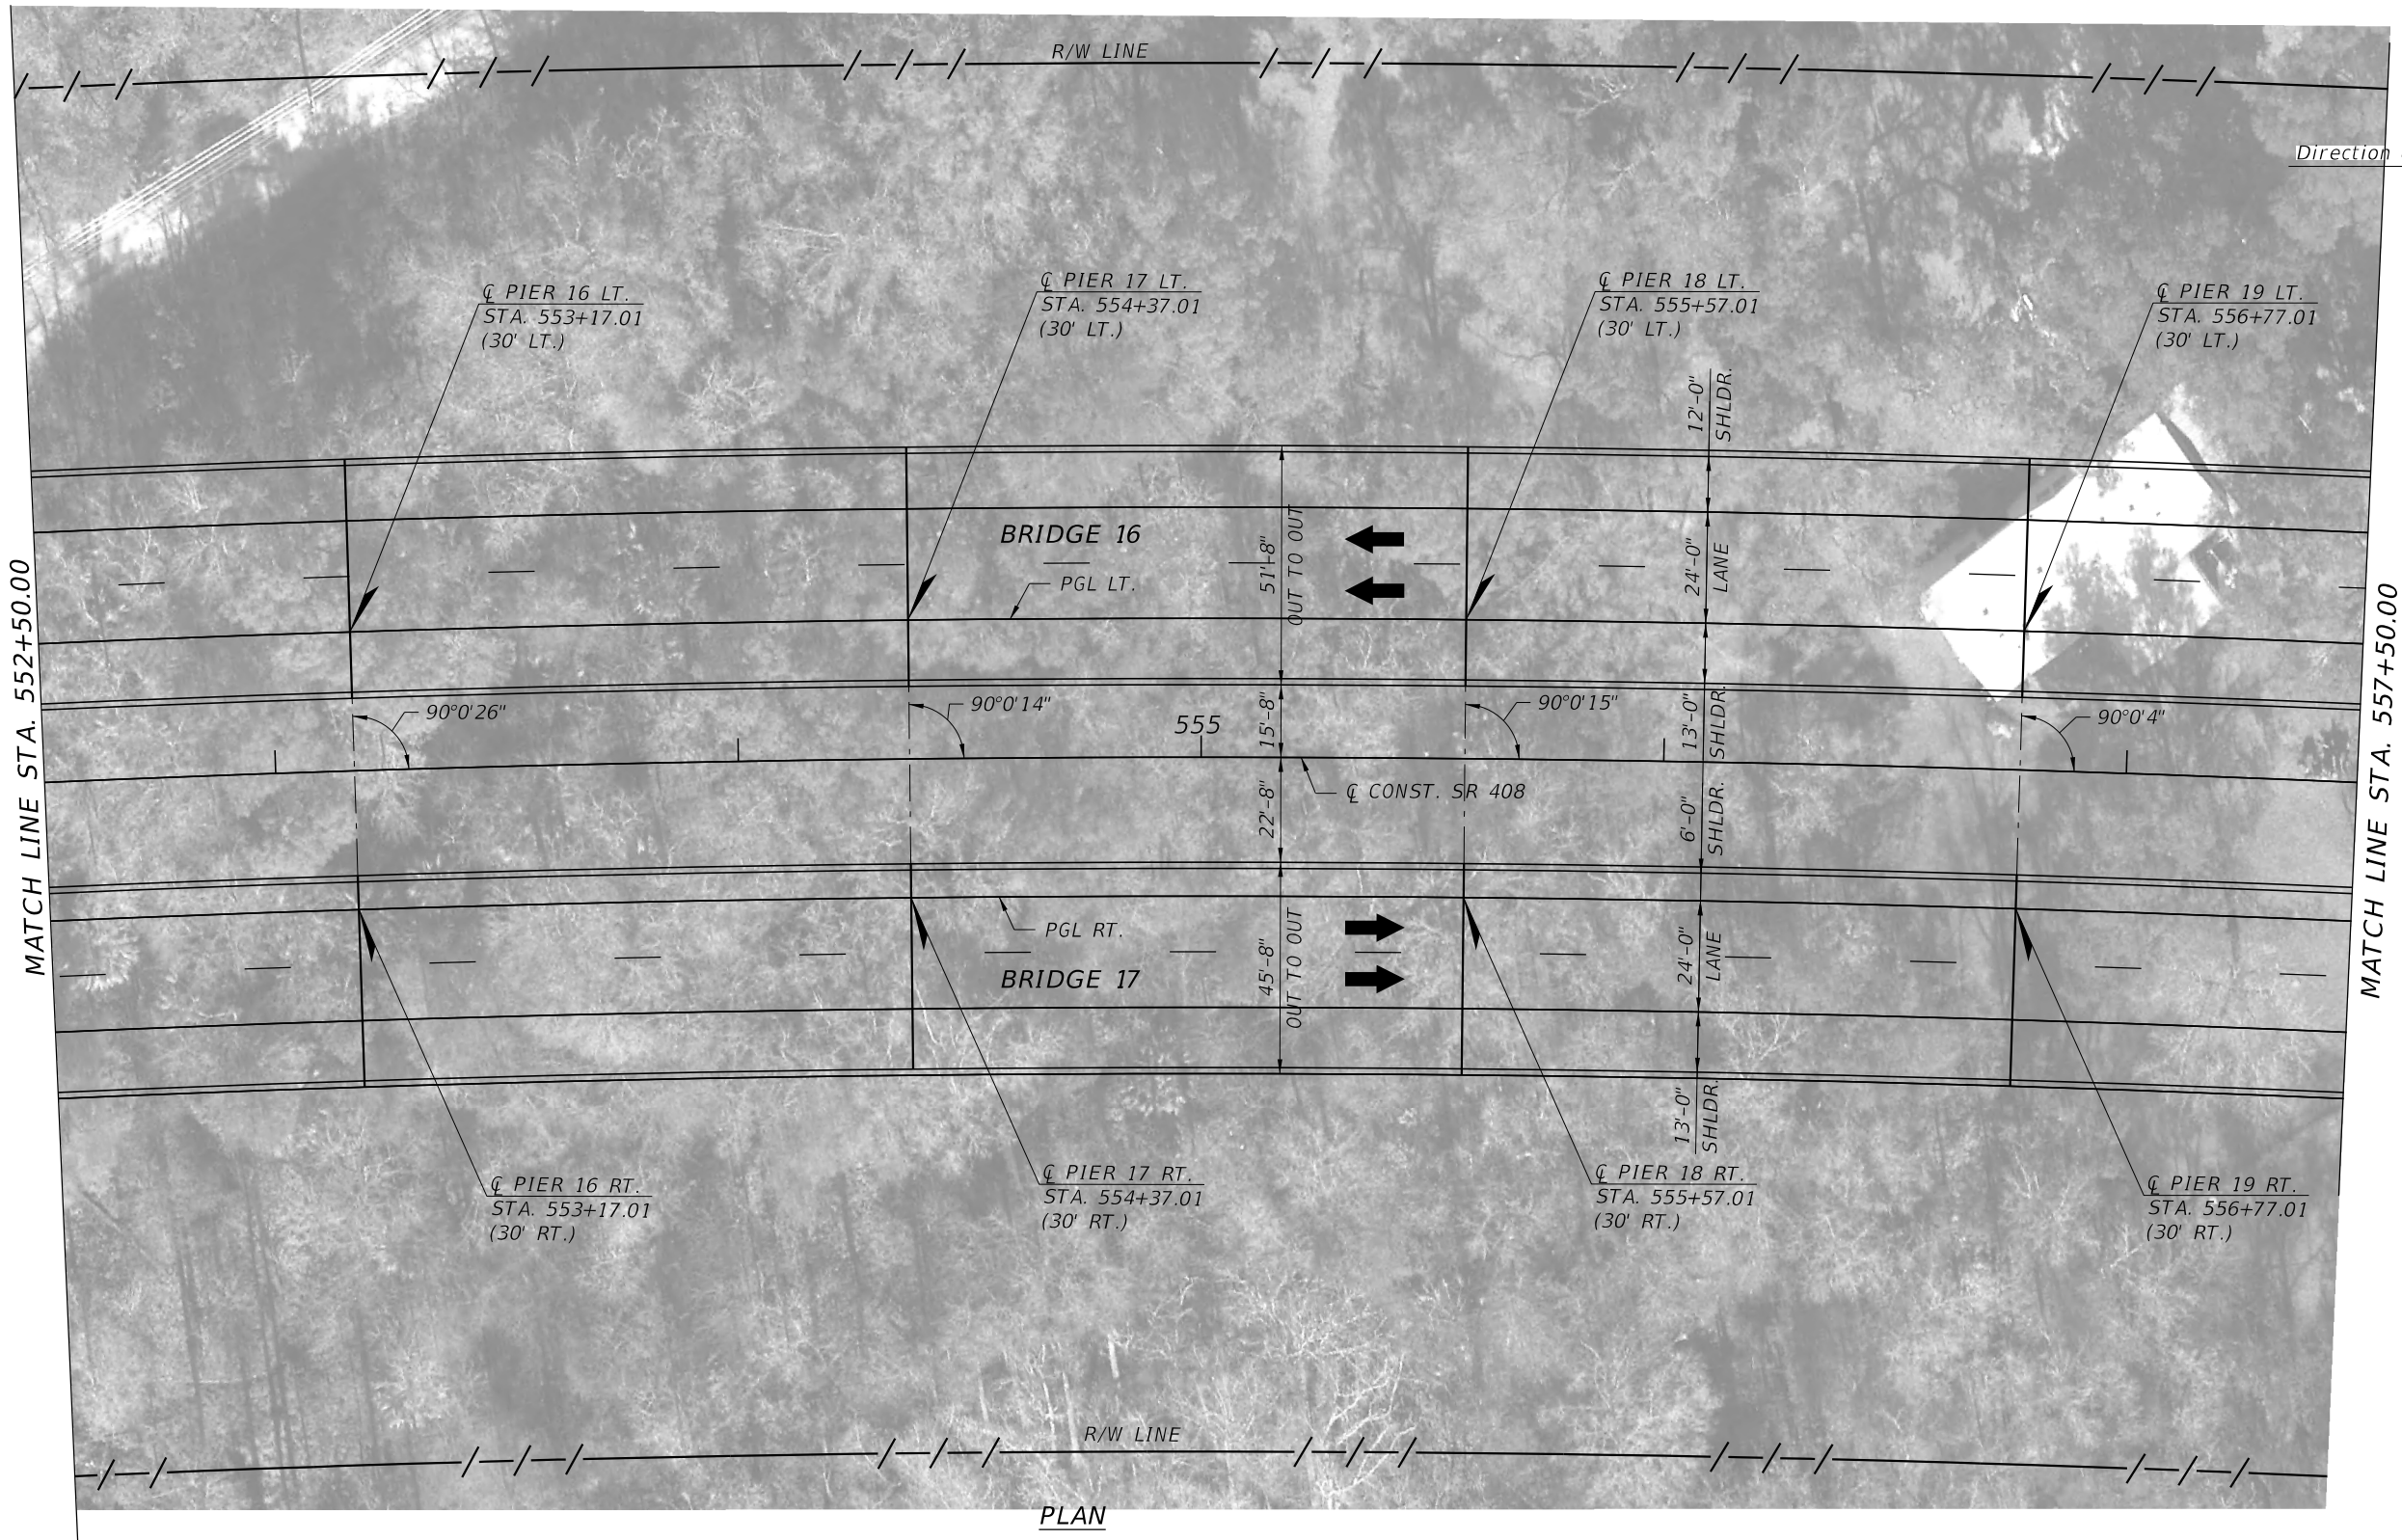 R/W LINE
Direction
℄ PIER 16 LT.
STA. 553+17.01
(30' LT.)
℄ PIER 17 LT.
STA. 554+37.01
(30' LT.)
℄ PIER 18 LT.
STA. 555+57.01
(30' LT.)
℄ PIER 19 LT.
STA. 556+77.01
(30' LT.)
12'-0"
SHLDR.
BRIDGE 16
PGL LT.
51'-8"
OUT TO OUT
24'-0"
LANE
MATCH LINE STA. 552+50.00
MATCH LINE STA. 557+50.00
90°0'26"
90°0'14"
555
15'-8"
90°0'15"
13'-0"
SHLDR.
90°0'4"
℄ CONST. SR 408
22'-8"
6'-0"
SHLDR.
PGL RT.
BRIDGE 17
45'-8"
OUT TO OUT
24'-0"
LANE
13'-0"
SHLDR.
℄ PIER 16 RT.
STA. 553+17.01
(30' RT.)
℄ PIER 17 RT.
STA. 554+37.01
(30' RT.)
℄ PIER 18 RT.
STA. 555+57.01
(30' RT.)
℄ PIER 19 RT.
STA. 556+77.01
(30' RT.)
R/W LINE
PLAN